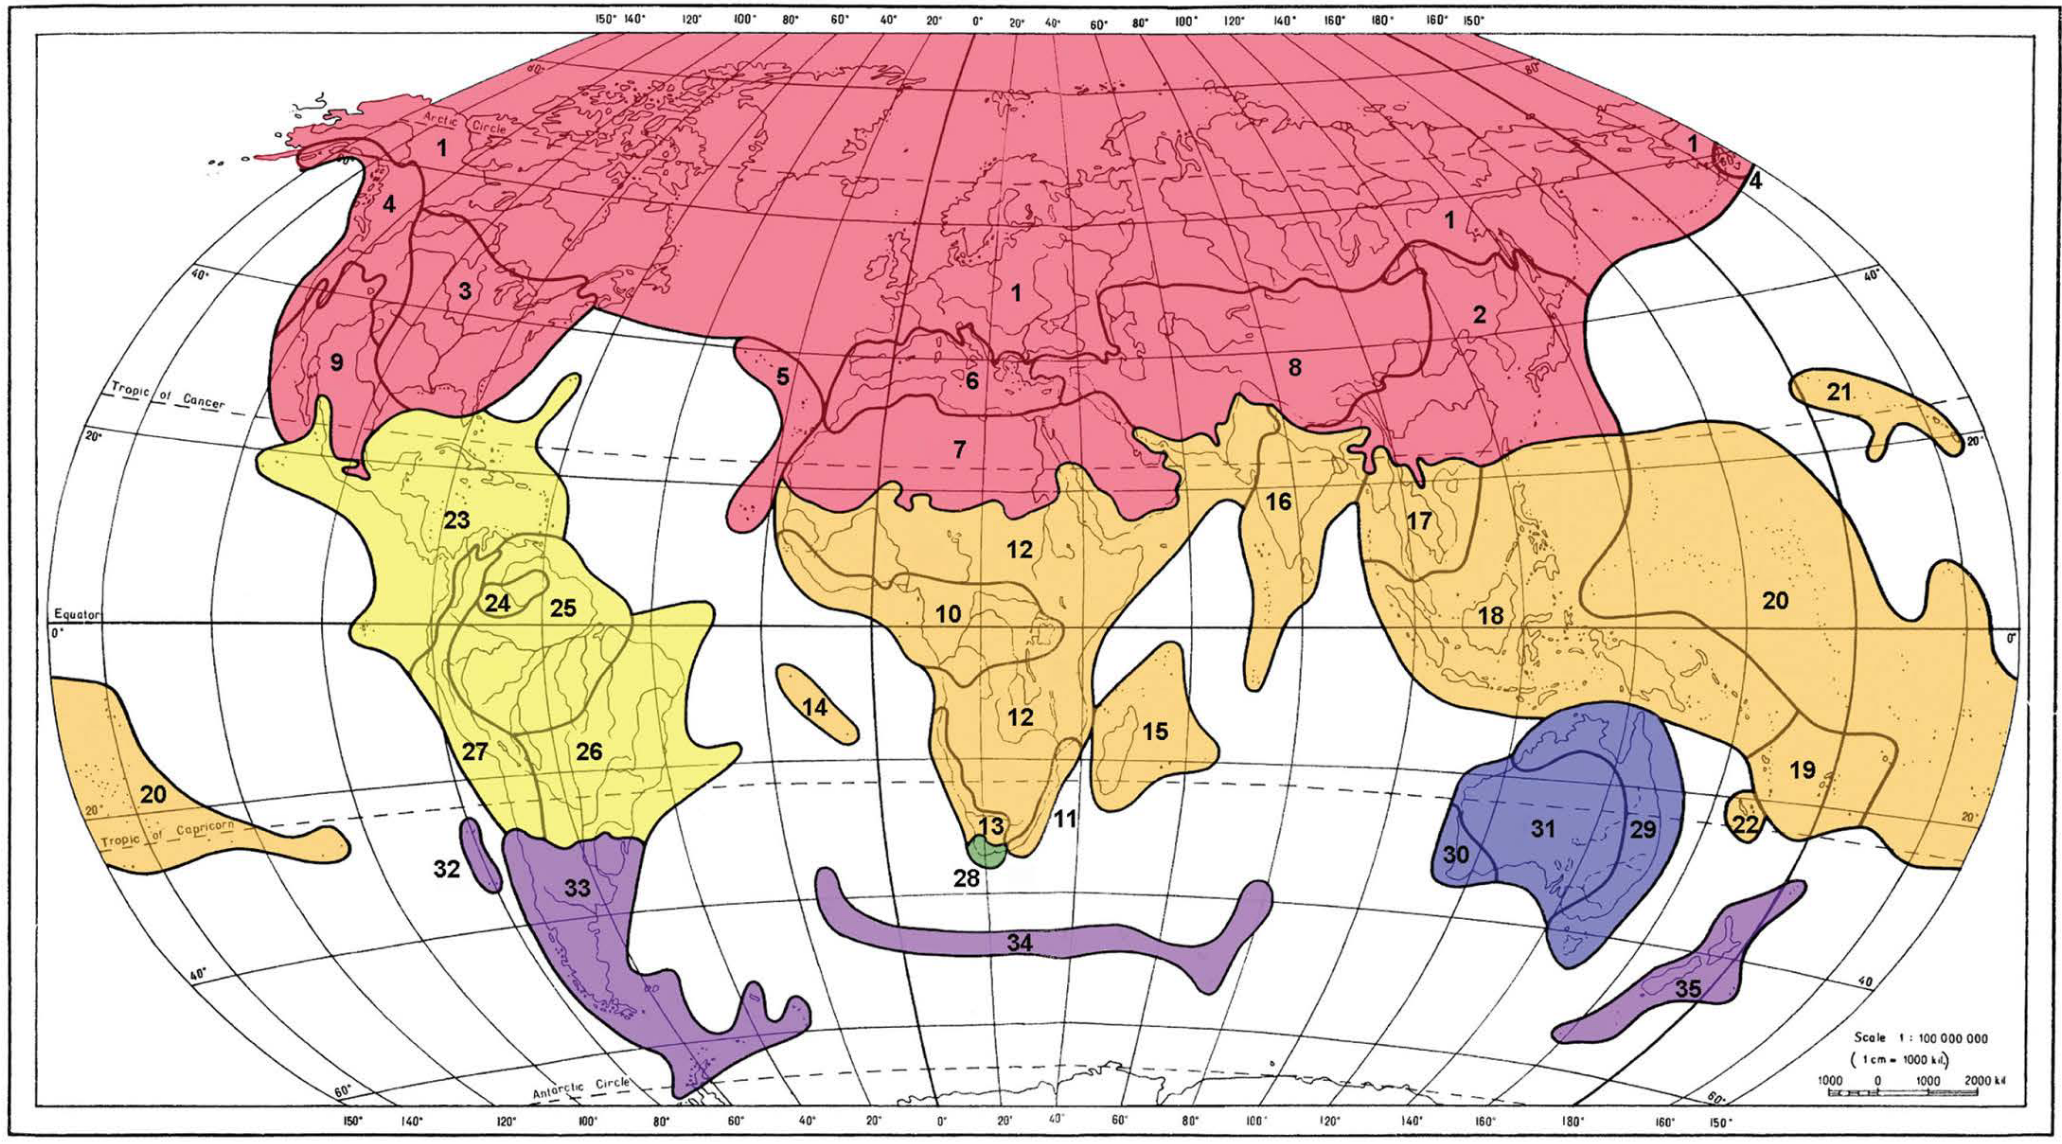 150° 140° 120° 100° 80° 60° 40° 20° 0° 20° 40° 60° 80° 100° 120° 140° 160° 180° 160° 150°
80° 80°
Arctic Circle
1 1
60° 60°
4 4
1
40° 3 1 2 40°
9 5 6 8 21
Tropic of Cancer
20° 7 20°
23 16 17
12
24 25 10 18 20
Equator
0° 0°
14 12 15
27 26 19
20 31 29 22
20° 13 11 20°
Tropic of Capricorn
32 33 28 30
34
40° 35 40
Scale 1 : 100 000 000
( 1 cm = 1000 kil)
1000 0 1000 2000 kil
60° Antarctic Circle 60°
150° 140° 120° 100° 80° 60° 40° 20° 0° 20° 40° 60° 80° 100° 120° 140° 160° 180° 160° 150°